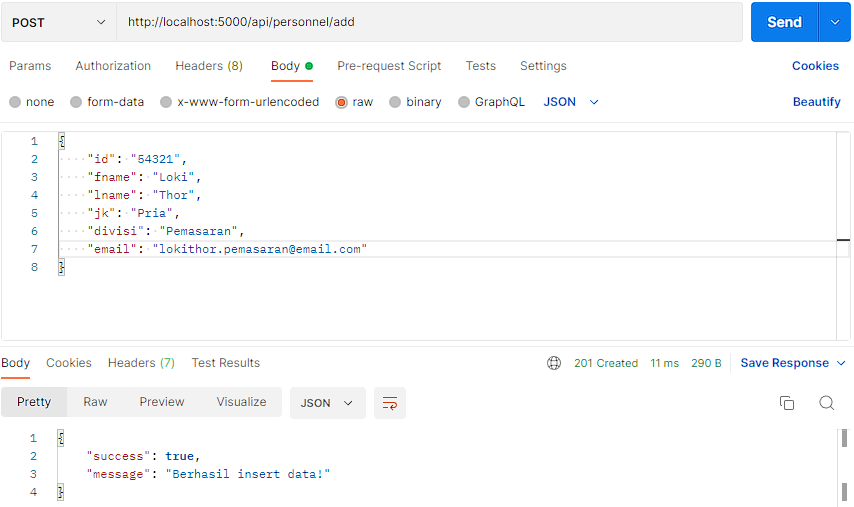 POST http://localhost:5000/api/personnel/add Send
Params Authorization Headers (8) Body Pre-request Script Tests Settings Cookies
none form-data x-www-form-urlencoded raw binary GraphQL JSON Beautify
1 {
2 "id": "54321",
3 "fname": "Loki",
4 "lname": "Thor",
5 "jk": "Pria",
6 "divisi": "Pemasaran",
7 "email": "lokithor.pemasaran@email.com"
8 }
Body Cookies Headers (7) Test Results 201 Created 11 ms 290 B Save Response
Pretty Raw Preview Visualize JSON
1 {
2 "success": true,
3 "message": "Berhasil insert data!"
4 }